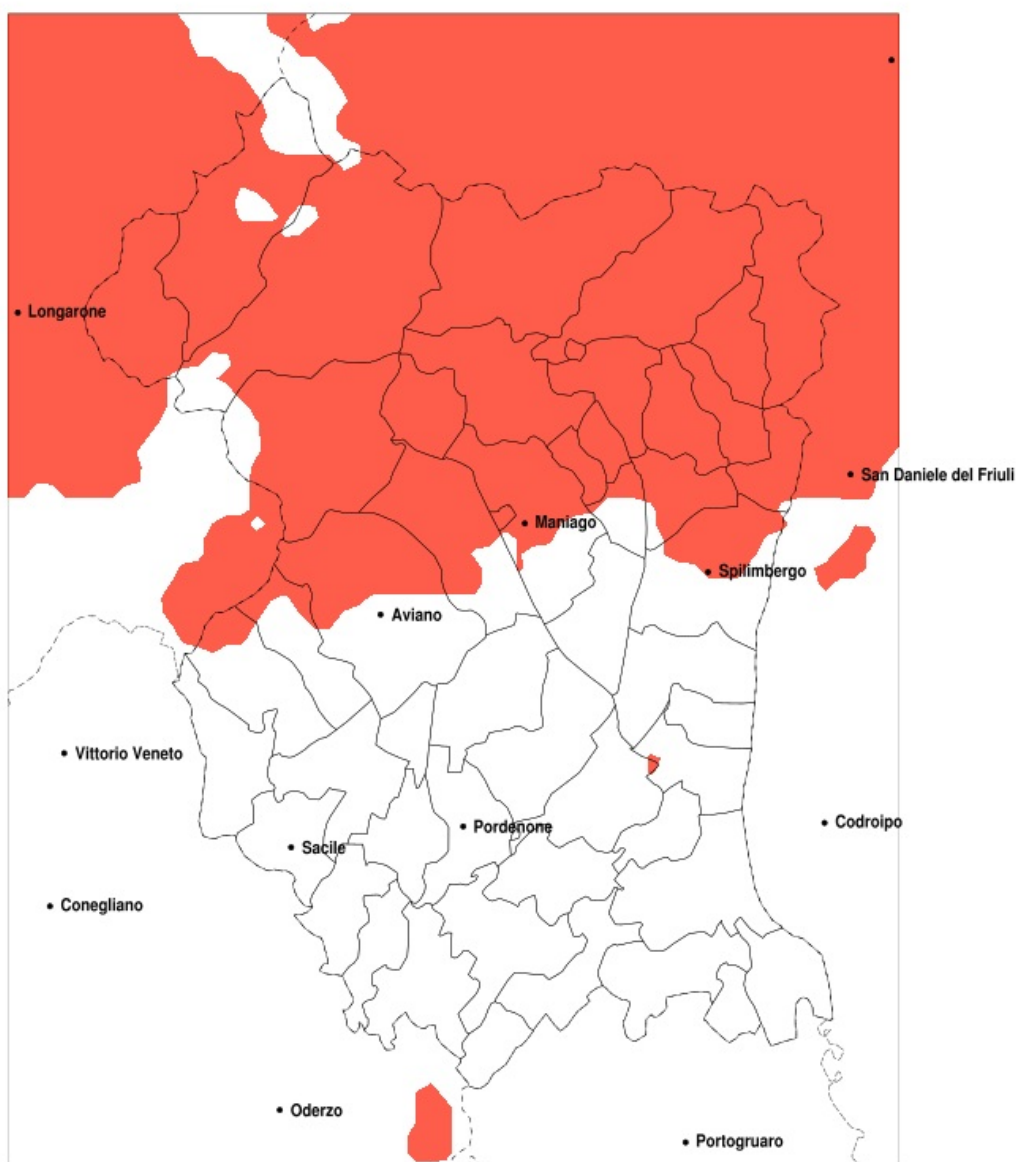 Longarone
San Daniele del Friuli
Maniago
Spilimbergo
Aviano
Vittorio Veneto
Codroipo
Pordenone
Sacile
Conegliano
Oderzo
Portogruaro